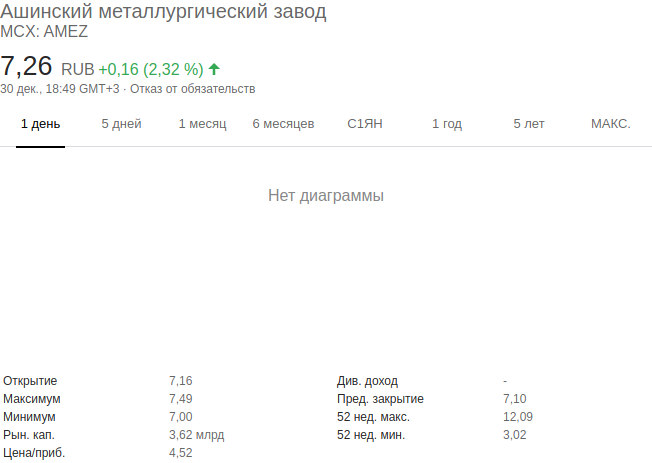 Ашинский металлургический завод
MCX: AMEZ
7,26 RUB +0,16 (2,32 %)
30 дек., 18:49 GMT+3 · Отказ от обязательств
1 день 5 дней 1 месяц 6 месяцев С1ЯН 1 год 5 лет МАКС.
Нет диаграммы
Открытие 7,16 Див. доход -
Максимум 7,49 Пред. закрытие 7,10
Минимум 7,00 52 нед. макс. 12,09
Рын. кап. 3,62 млрд 52 нед. мин. 3,02
Цена/приб. 4,52